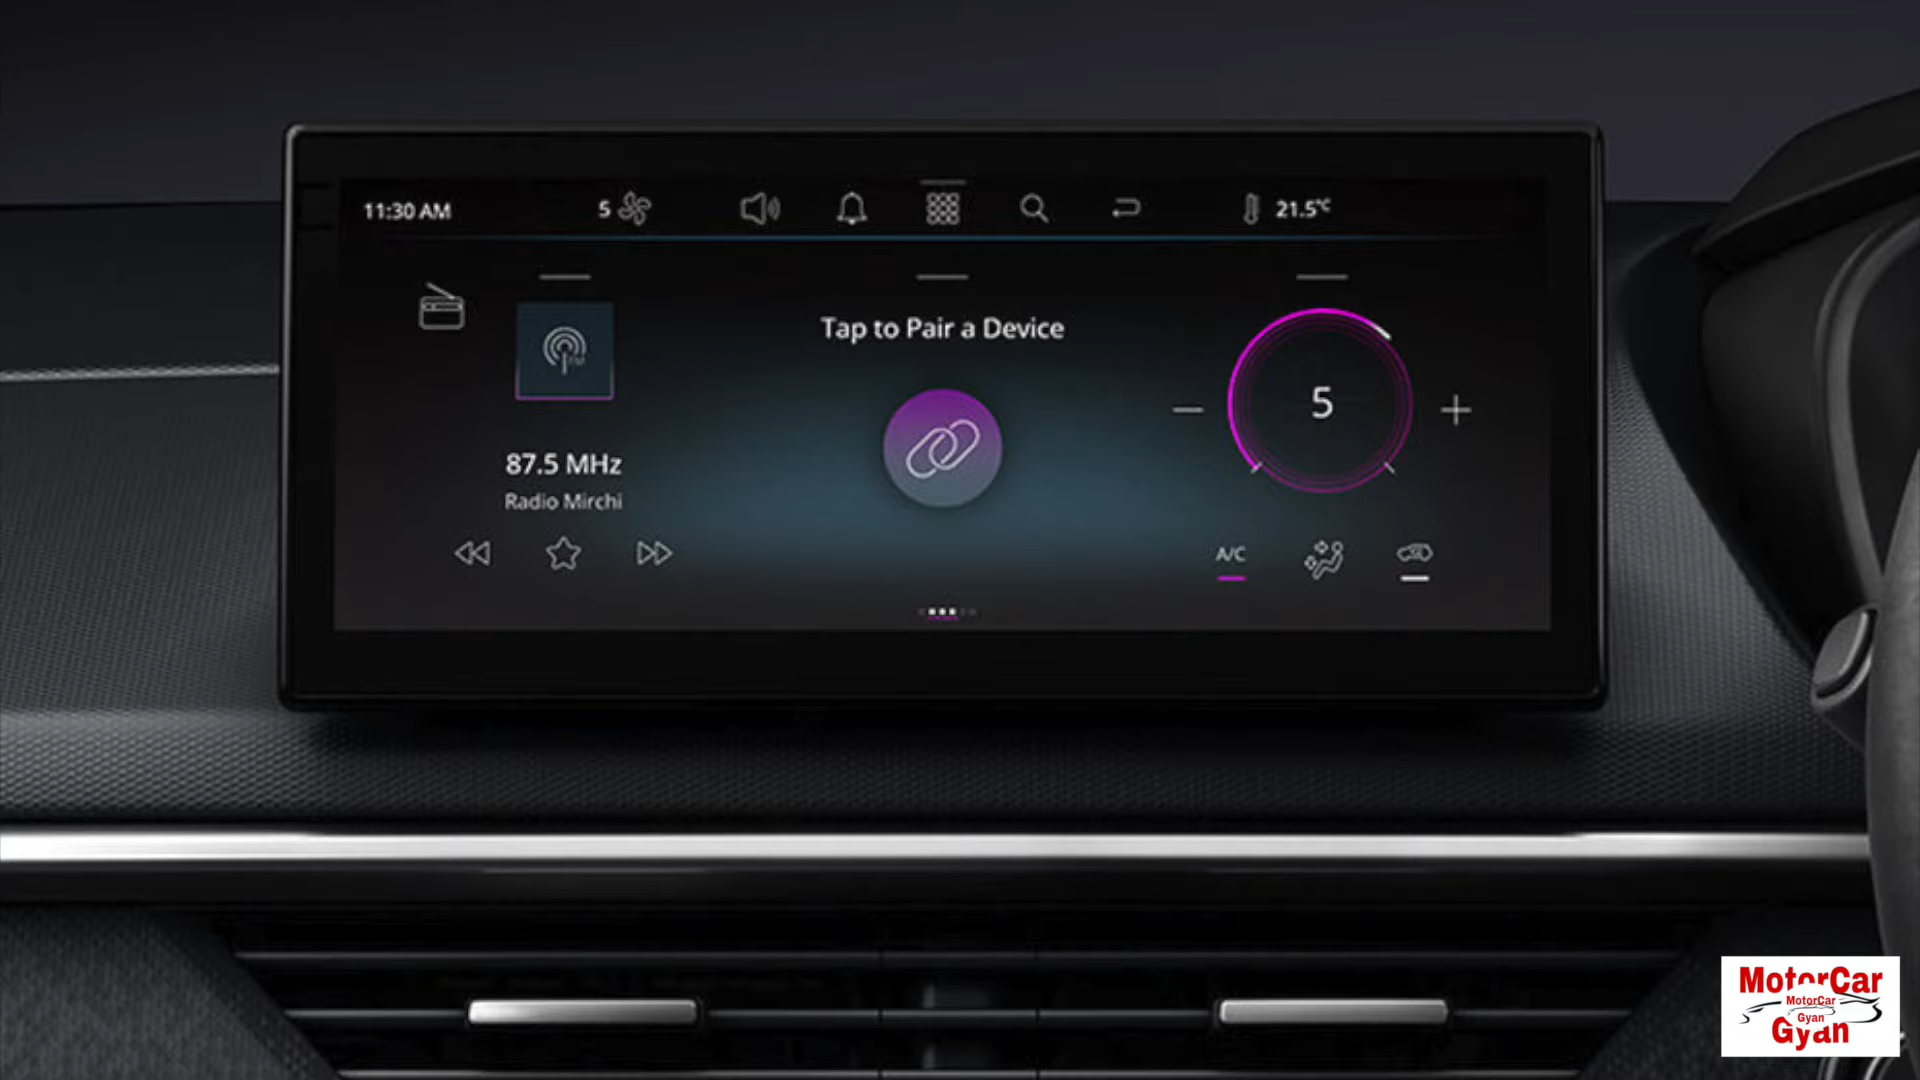 11:30 AM
5
21.5°C
Tap to Pair a Device
FM
5
87.5 MHz
Radio Mirchi
A/C
MotorCar
MotorCar
Gyan
Gyan